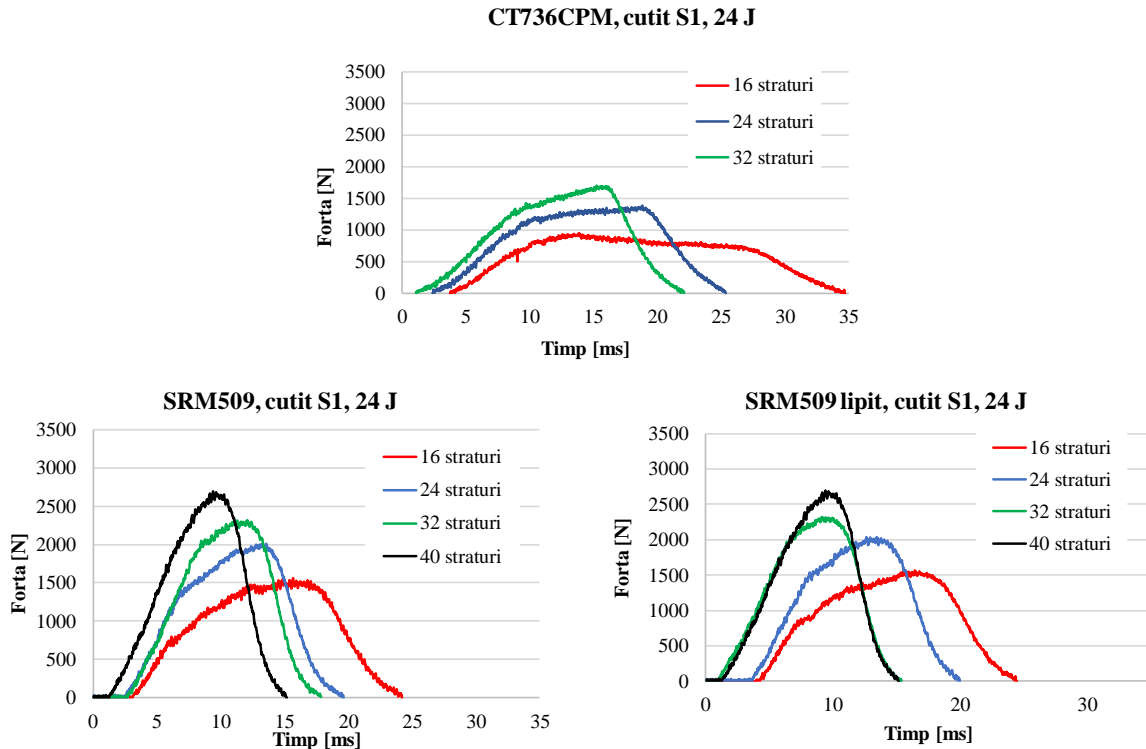 CT736CPM, cutit S1, 24 J
3500
3000
2500
2000
1500
1000
500
0
Forta [N]
16 straturi
24 straturi
32 straturi
0 5 10 15 20 25 30 35
Timp [ms]
SRM509, cutit S1, 24 J
3500
3000
2500
2000
1500
1000
500
0
Forta [N]
16 straturi
24 straturi
32 straturi
40 straturi
0 5 10 15 20 25 30 35
Timp [ms]
SRM509 lipit, cutit S1, 24 J
3500
3000
2500
2000
1500
1000
500
0
Forta [N]
16 straturi
24 straturi
32 straturi
40 straturi
0 10 20 30
Timp [ms]